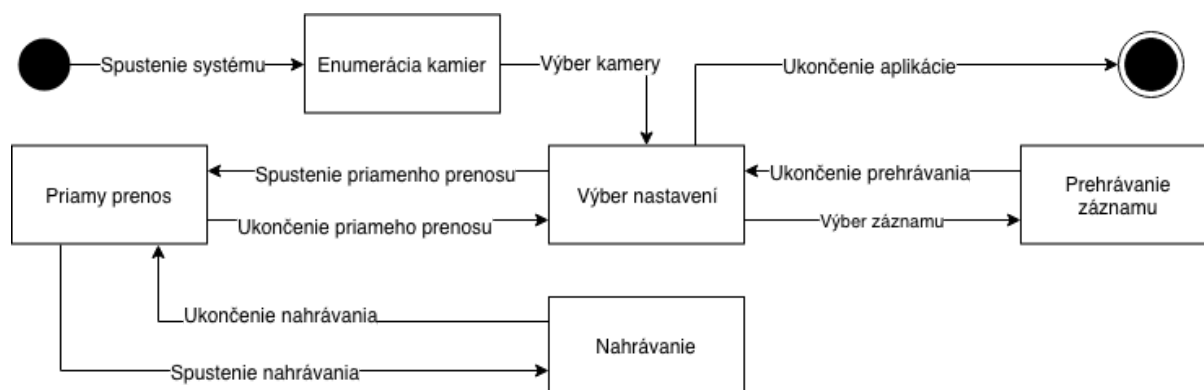 Spustenie systému
Enumerácia kamier
Výber kamery
Ukončenie aplikácie
Priamy prenos
Spustenie priamenho prenosu
Ukončenie priameho prenosu
Výber nastavení
Ukončenie prehrávania
Výber záznamu
Prehrávanie
záznamu
Ukončenie nahrávania
Spustenie nahrávania
Nahrávanie